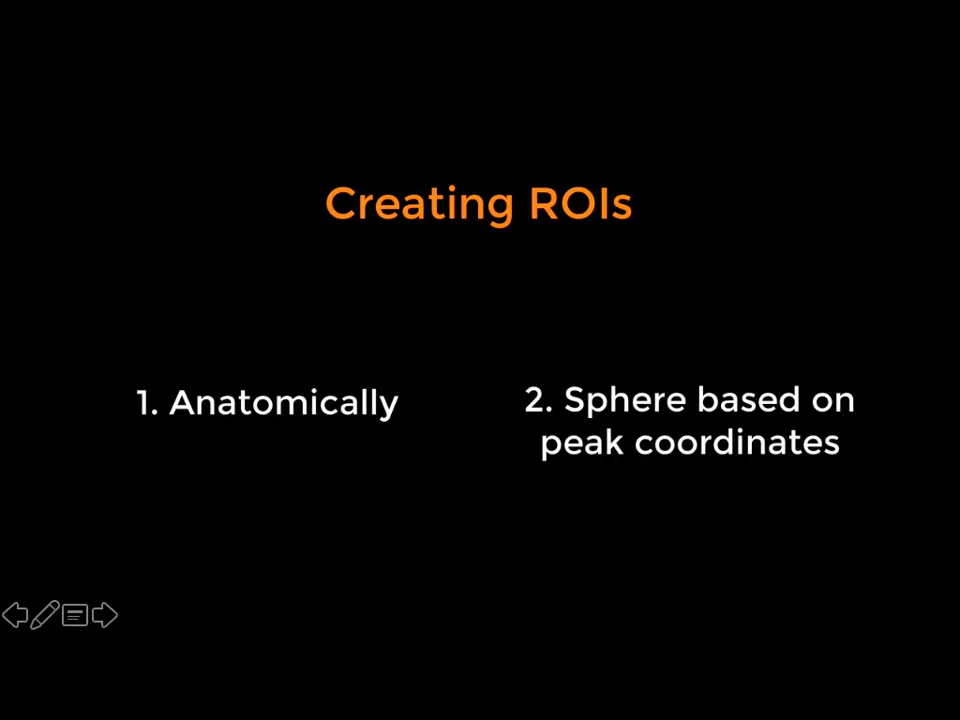 Creating ROIs
1. Anatomically
2. Sphere based on
peak coordinates